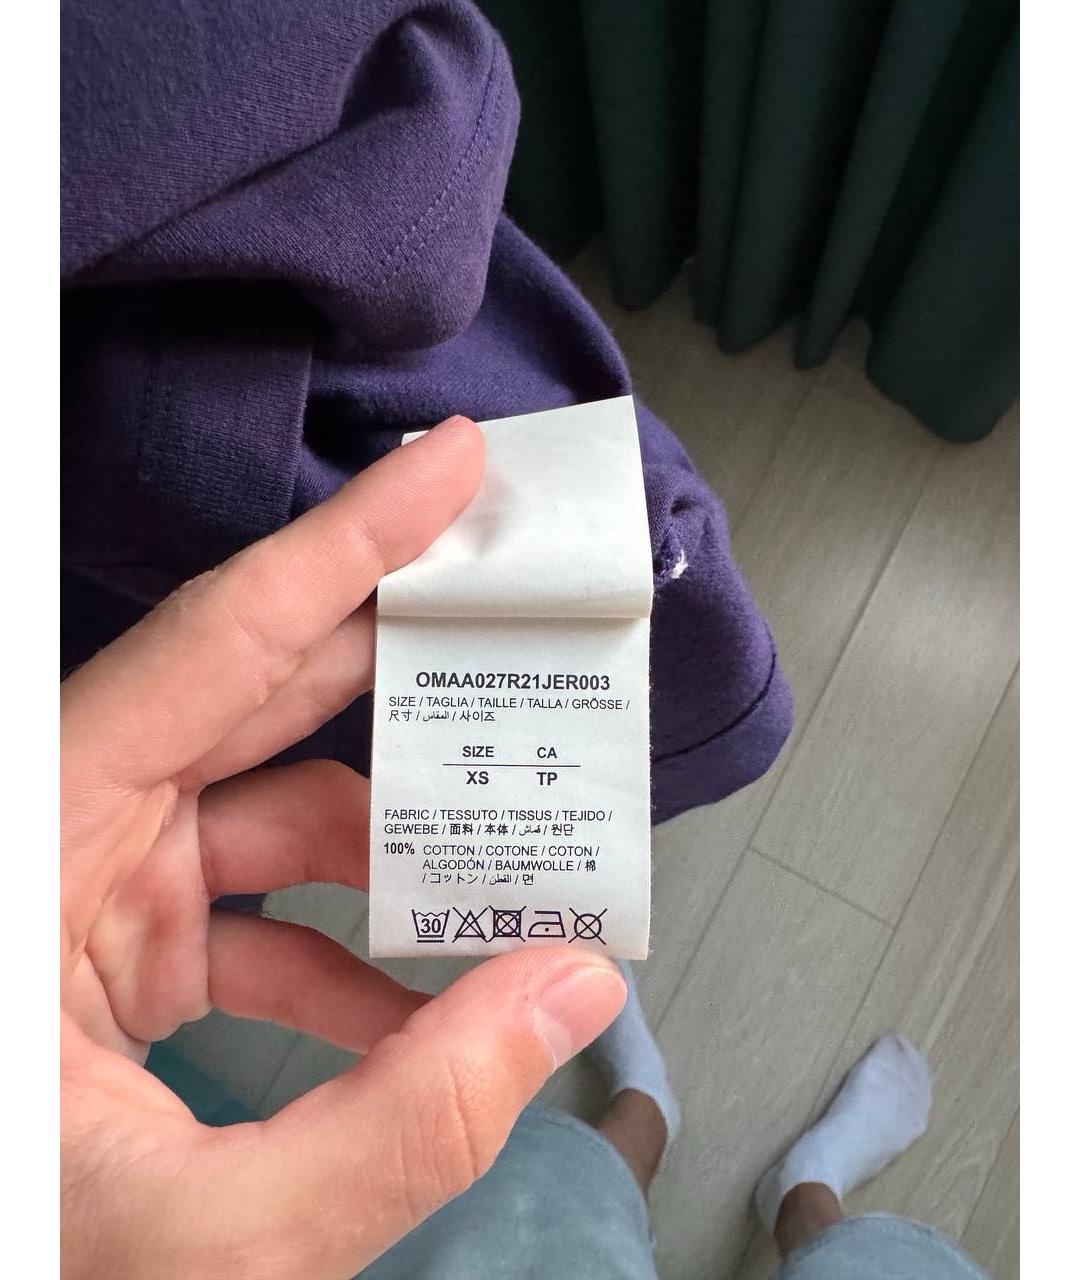 OMAA027R21JER003
SIZE / TAGLIA / TAILLE / TALLA / GRÖSSE /
尺寸 / المقاس / 사이즈
SIZE CA
XS TP
FABRIC / TESSUTO / TISSUS / TEJIDO /
GEWEBE / 面料 / 本体 / قماش / 원단
100% COTTON / COTONE / COTON /
ALGODÓN / BAUMWOLLE / 棉
/ コットン / القطن / 면
30